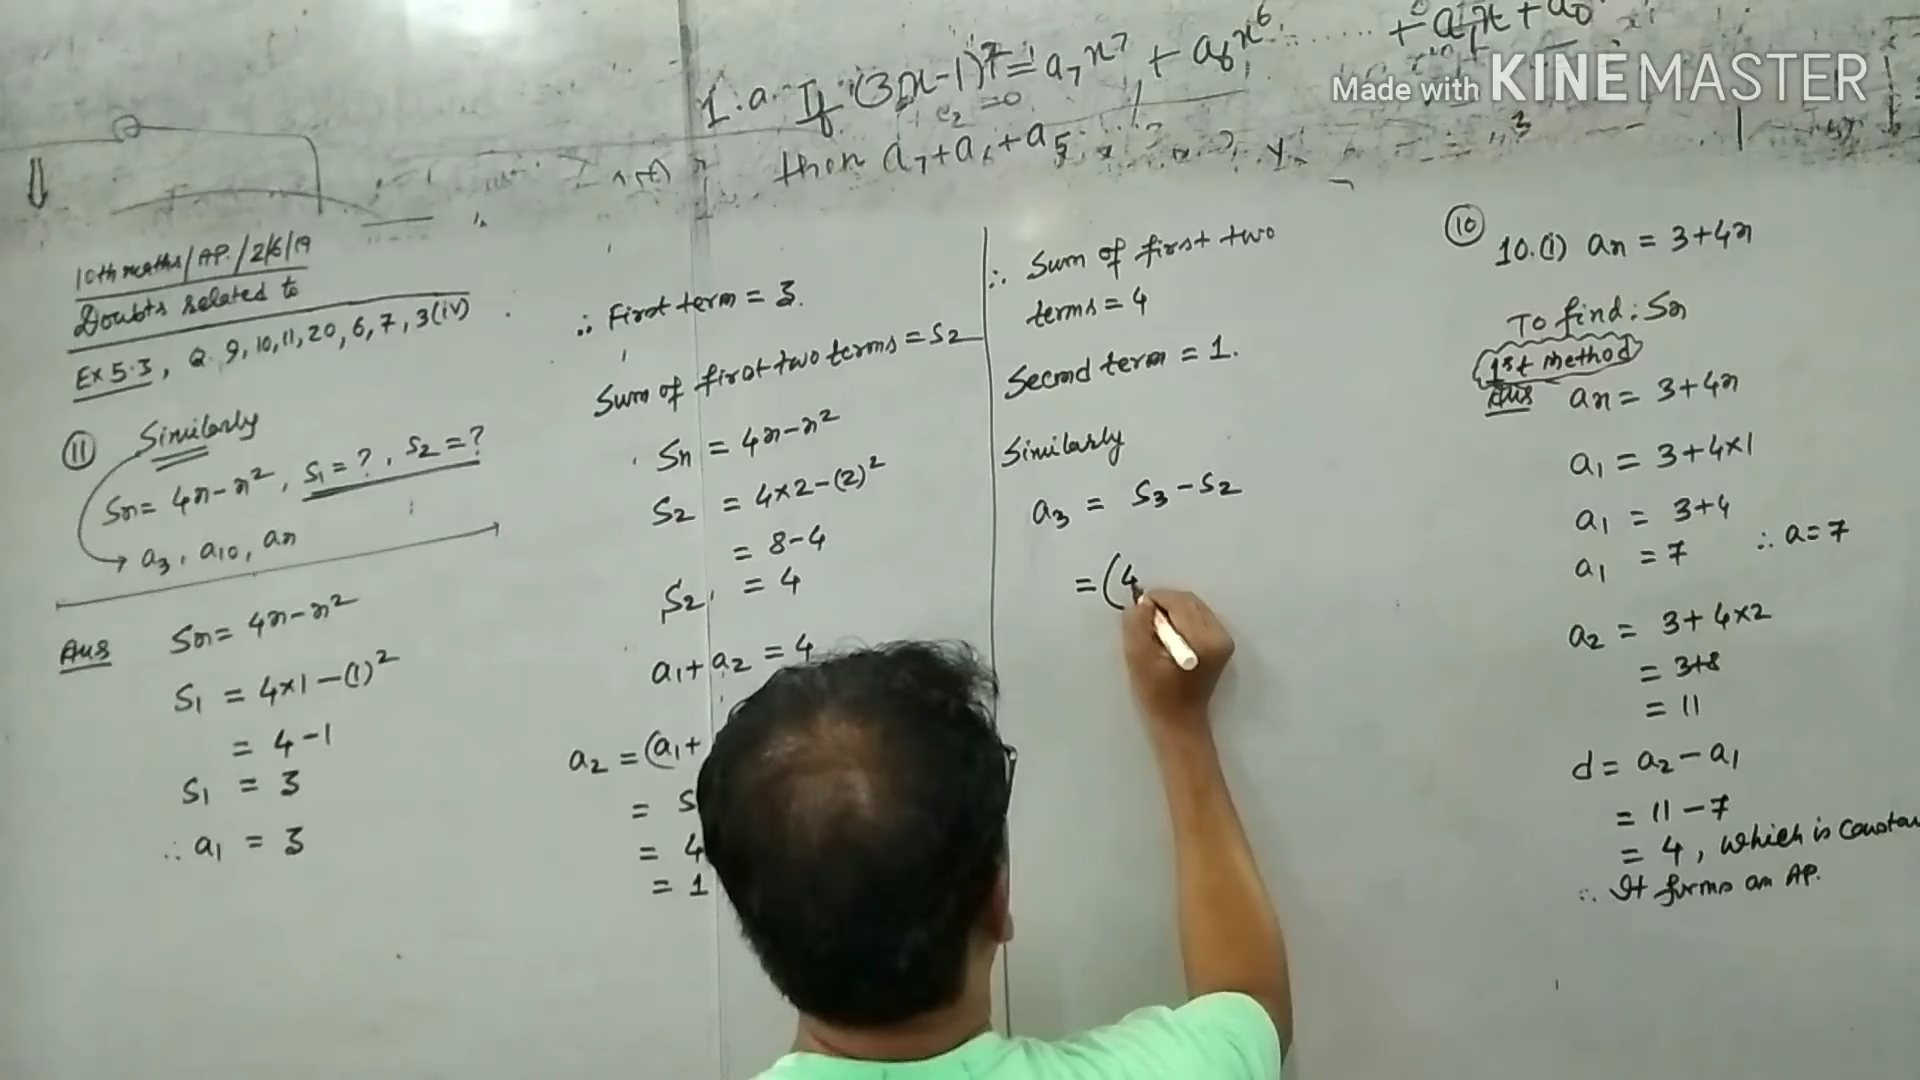 1.a. If (3x-1)⁷ = a₇x⁷ + a₆x⁶ ........ + a₁x + a₀
then a₇+a₆+a₅
Made with KINEMASTER
10th maths/AP./2/6/19
Doubts related to
Ex 5.3, Q. 9,10,11,20,6,7,3(iv)
⑪ Similarly
Sn = 4n-n², S₁=?, S₂=?
a₃, a₁₀, an
Ans Sn = 4n-n²
S₁ = 4×1-(1)²
= 4-1
S₁ = 3
∴ a₁ = 3
∴ First term = 3.
Sum of first two terms = S₂
Sn = 4n-n²
S₂ = 4×2-(2)²
= 8-4
S₂ = 4
a₁+a₂ = 4
a₂ = (a₁+
= S
= 4
= 1
∴ Sum of first two
terms = 4
Second term = 1.
Similarly
a₃ = S₃-S₂
= (4
⑩ 10.(i) an = 3+4n
To find: Sn
1st method
Ans an = 3+4n
a₁ = 3+4×1
a₁ = 3+4
a₁ = 7 ∴ a=7
a₂ = 3+4×2
= 3+8
= 11
d = a₂-a₁
= 11-7
= 4, which is constan
∴ It forms an AP.